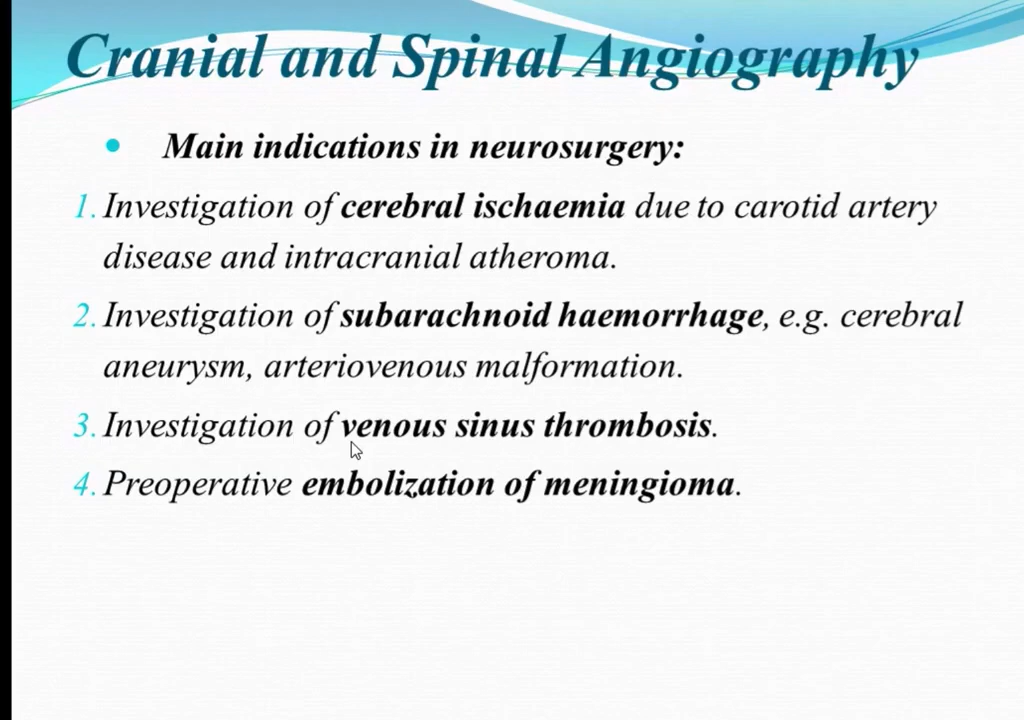 Cranial and Spinal Angiography
• Main indications in neurosurgery:
1. Investigation of cerebral ischaemia due to carotid artery
disease and intracranial atheroma.
2. Investigation of subarachnoid haemorrhage, e.g. cerebral
aneurysm, arteriovenous malformation.
3. Investigation of venous sinus thrombosis.
4. Preoperative embolization of meningioma.